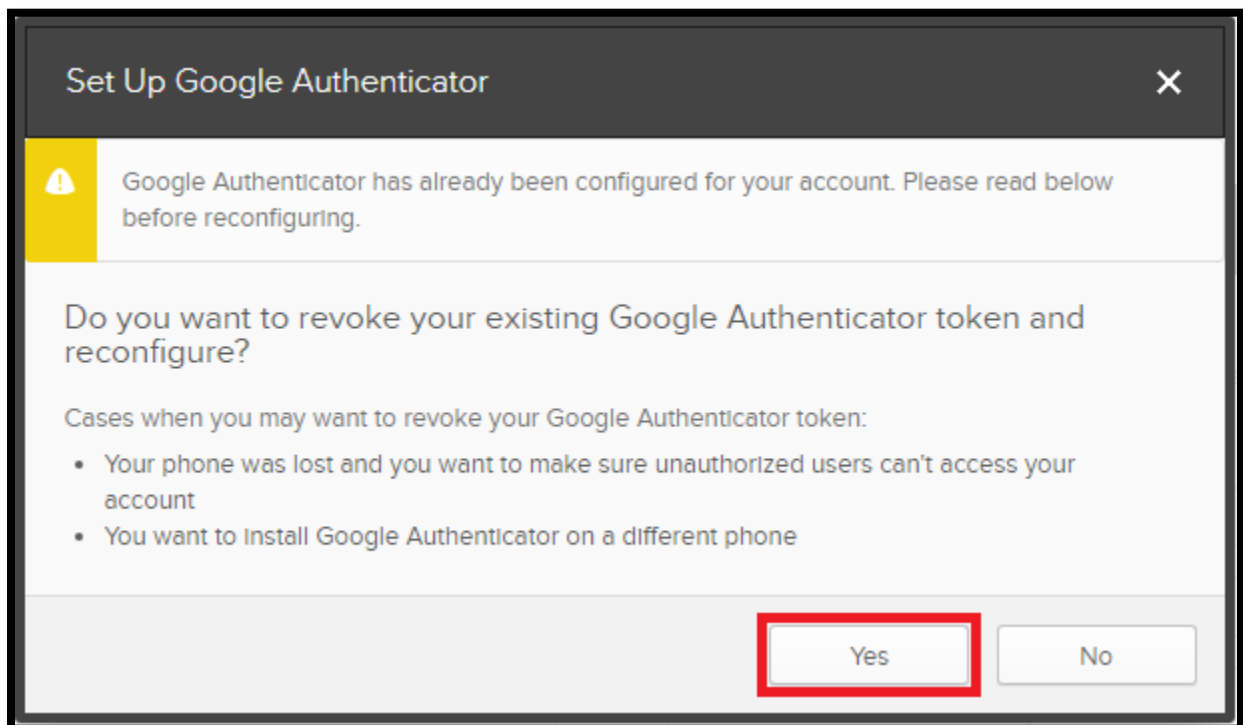 Set Up Google Authenticator
Google Authenticator has already been configured for your account. Please read below
before reconfiguring.
Do you want to revoke your existing Google Authenticator token and
reconfigure?
Cases when you may want to revoke your Google Authenticator token:
• Your phone was lost and you want to make sure unauthorized users can't access your
account
• You want to install Google Authenticator on a different phone
Yes
No